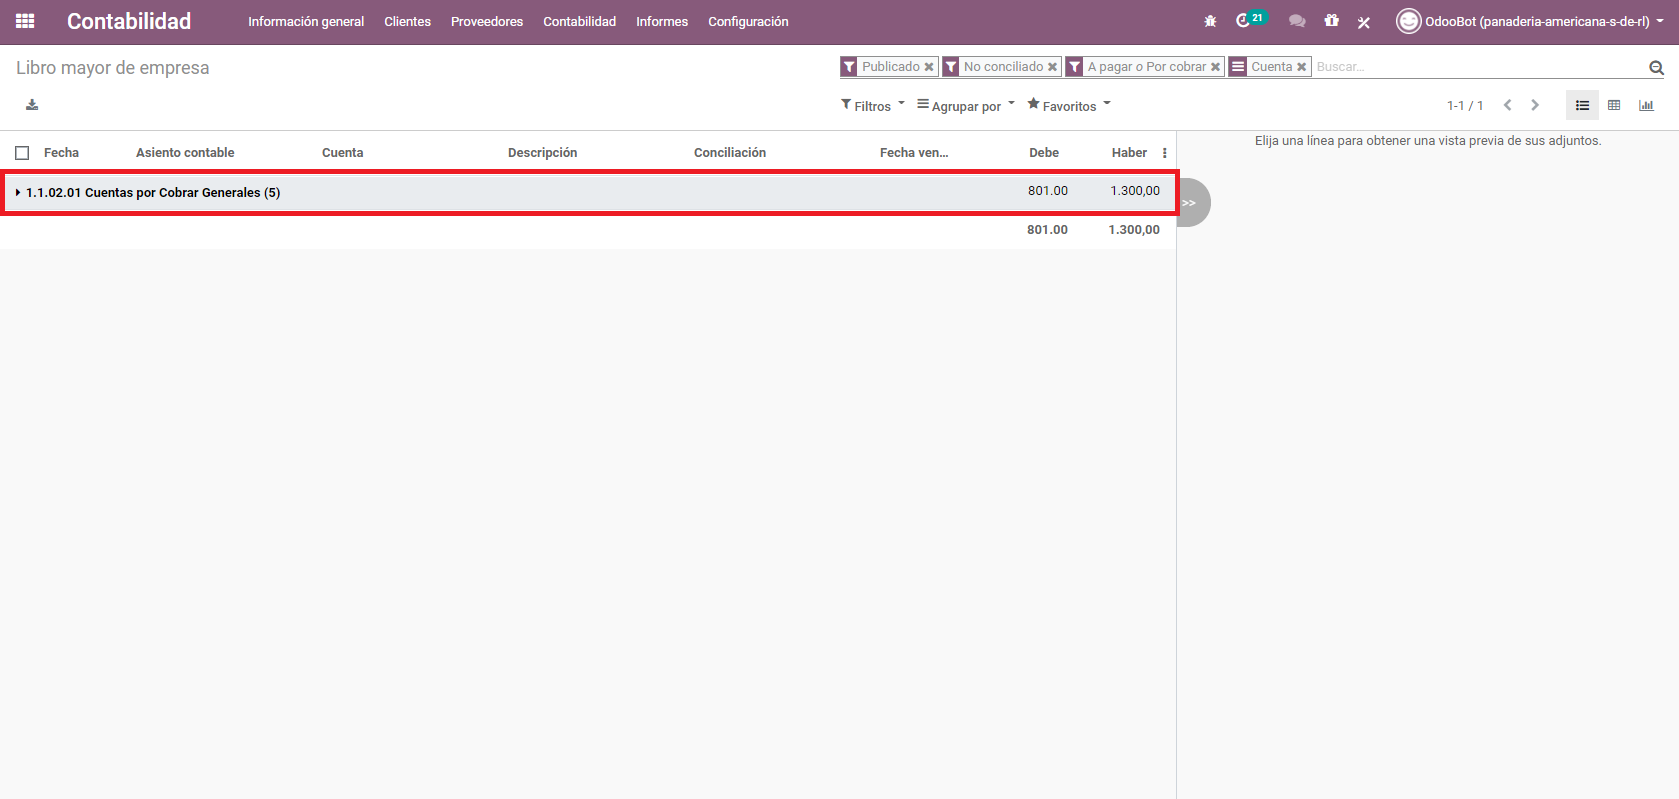 Contabilidad Información general Clientes Proveedores Contabilidad Informes Configuración 21 OdooBot (panaderia-americana-s-de-rl)
Libro mayor de empresa
Publicado No conciliado A pagar o Por cobrar Cuenta Buscar...
Filtros Agrupar por Favoritos 1-1 / 1
Fecha Asiento contable Cuenta Descripción Conciliación Fecha ven... Debe Haber
Elija una línea para obtener una vista previa de sus adjuntos.
1.1.02.01 Cuentas por Cobrar Generales (5) 801.00 1.300,00
>>
801.00 1.300,00